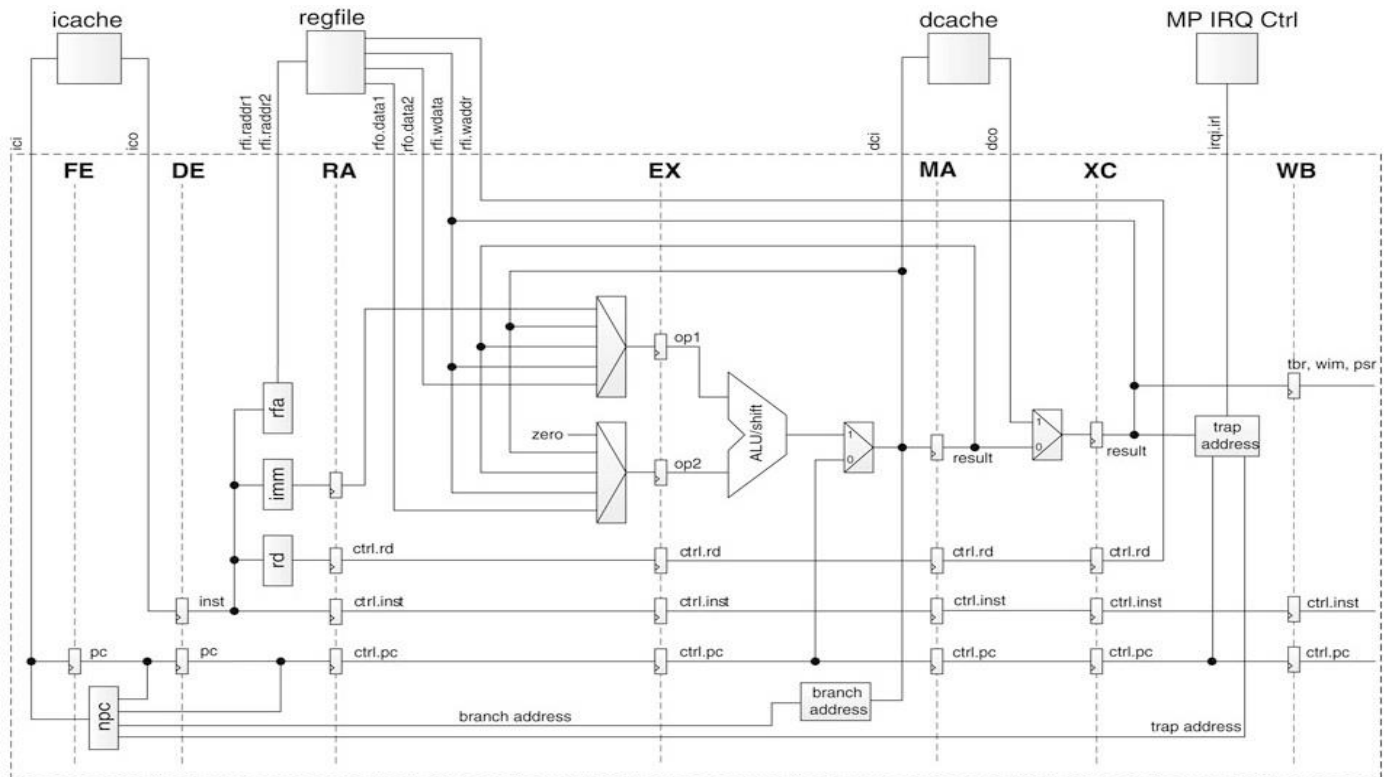 icache
regfile
dcache
MP IRQ Ctrl
ici
ico
rfi.raddr1
rfi.raddr2
rfo.data1
rfo.data2
rfi.wdata
rfi.waddr
dci
dco
irqi.irl
FE
DE
RA
EX
MA
XC
WB
op1
tbr, wim, psr
rfa
zero
ALU/shift
1
0
1
0
trap
address
imm
op2
result
result
rd
ctrl.rd
ctrl.rd
ctrl.rd
ctrl.rd
inst
ctrl.inst
ctrl.inst
ctrl.inst
ctrl.inst
ctrl.inst
pc
pc
ctrl.pc
ctrl.pc
ctrl.pc
ctrl.pc
ctrl.pc
npc
branch
address
branch address
trap address